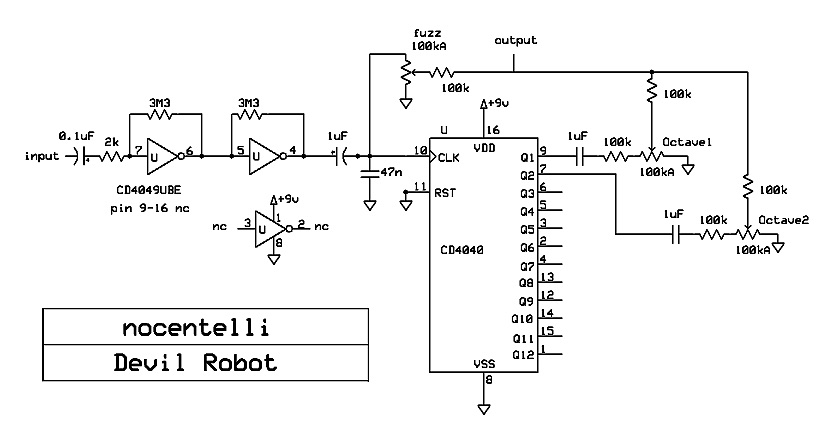 fuzz
100kA
output
100k
100k
3M3
3M3
0.1uF
2k
input
7
U
6
5
U
4
1uF
CD4049UBE
pin 9-16 nc
47n
+9v
U
16
VDD
10
CLK
11
RST
CD4040
VSS
8
Q1
9
Q2
7
Q3
6
Q4
5
Q5
3
Q6
2
Q7
4
Q8
13
Q9
12
Q10
14
Q11
15
Q12
1
1uF
100k
Octave1
100kA
100k
1uF
100k
Octave2
100kA
+9v
1
nc
3
U
2
nc
8
nocentelli
Devil Robot